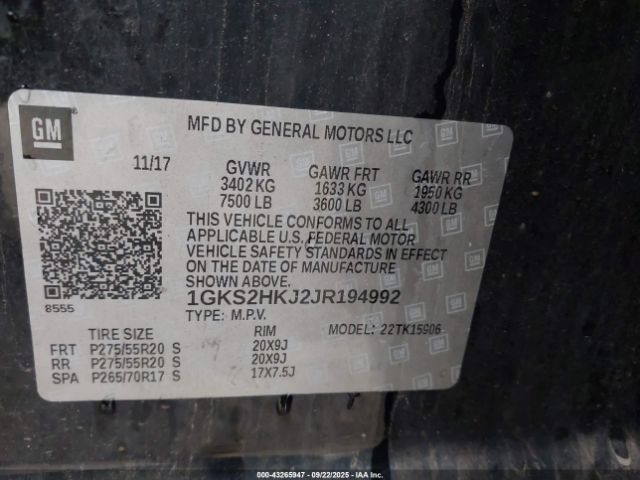 GM
MFD BY GENERAL MOTORS LLC
11/17 GVWR GAWR FRT GAWR RR
3402 KG 1633 KG 1950 KG
7500 LB 3600 LB 4300 LB
THIS VEHICLE CONFORMS TO ALL
APPLICABLE U.S. FEDERAL MOTOR
VEHICLE SAFETY STANDARDS IN EFFECT
ON THE DATE OF MANUFACTURE
SHOWN ABOVE.
1GKS2HKJ2JR194992
8555
TYPE: M.P.V. MODEL: 22TK15906
TIRE SIZE RIM
FRT P275/55R20 S 20X9J
RR P275/55R20 S 20X9J
SPA P265/70R17 S 17X7.5J
000-43265947 - 09/22/2025 - IAAI.COM